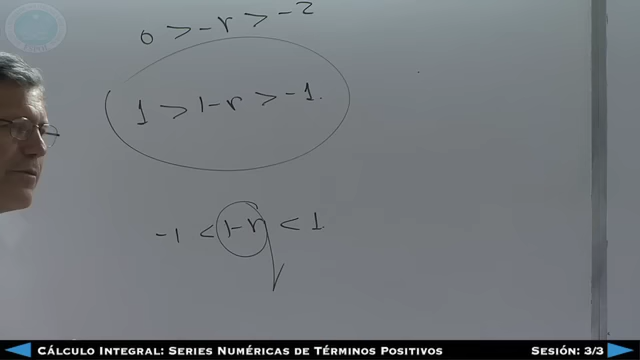 0 > -r > -2
1 > 1-r > -1.
-1 < 1-r < 1.
Cálculo Integral: Series Numéricas de Términos Positivos
Sesión: 3/3